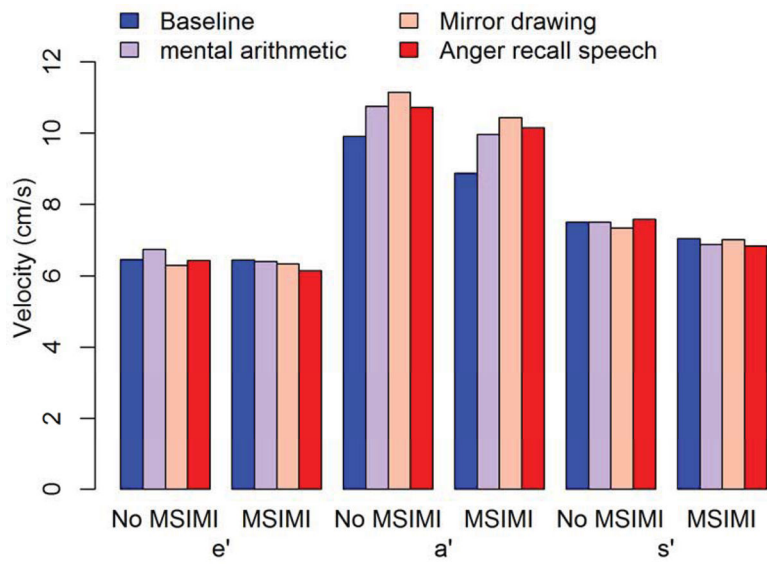 Baseline
mental arithmetic
Mirror drawing
Anger recall speech
Velocity (cm/s)
12
10
8
6
4
2
0
No MSIMI MSIMI No MSIMI MSIMI No MSIMI MSIMI
e' a' s'